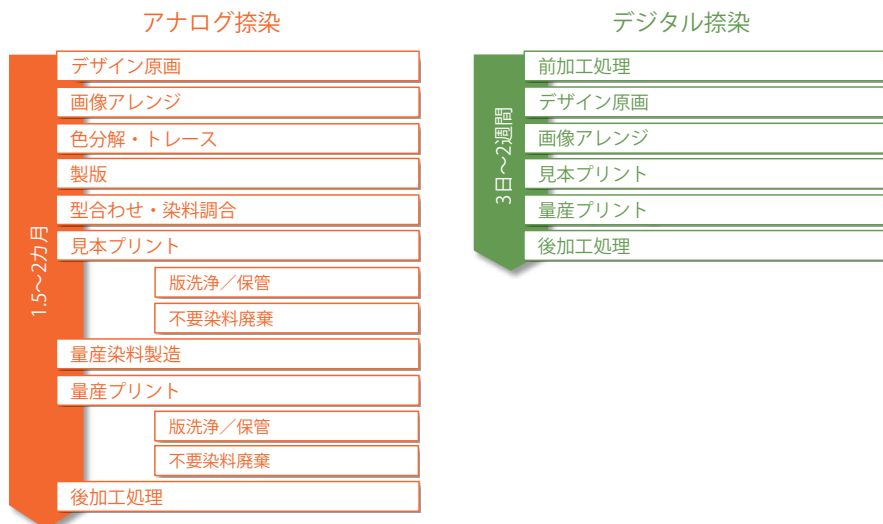 アナログ捺染
1.5〜2カ月
デザイン原画
画像アレンジ
色分解・トレース
製版
型合わせ・染料調合
見本プリント
版洗浄／保管
不要染料廃棄
量産染料製造
量産プリント
版洗浄／保管
不要染料廃棄
後加工処理
デジタル捺染
3日〜2週間
前加工処理
デザイン原画
画像アレンジ
見本プリント
量産プリント
後加工処理